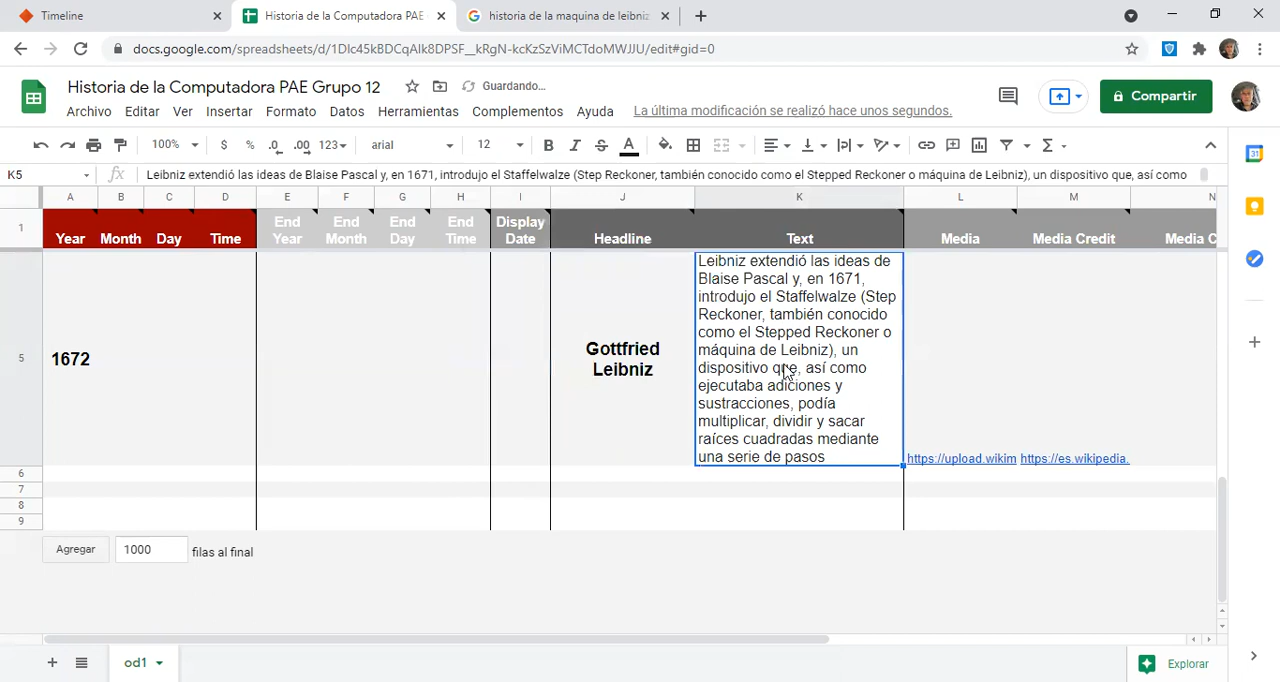 Timeline
Historia de la Computadora PAE
historia de la maquina de leibniz
docs.google.com/spreadsheets/d/1Dlc45kBDCqAlk8DPSF__kRgN-kcKzSzViMCTdoMWJJU/edit#gid=0
Historia de la Computadora PAE Grupo 12
Guardando...
Compartir
Archivo Editar Ver Insertar Formato Datos Herramientas Complementos Ayuda La última modificación se realizó hace unos segundos.
100% $ % .0 .00 123 arial 12 B I S A Σ
31
K5 fx Leibniz extendió las ideas de Blaise Pascal y, en 1671, introdujo el Staffelwalze (Step Reckoner, también conocido como el Stepped Reckoner o máquina de Leibniz), un dispositivo que, así como
A B C D E F G H I J K L M N
1 Year Month Day Time End Year End Month End Day End Time Display Date Headline Text Media Media Credit Media C
5
1672
Gottfried
Leibniz
Leibniz extendió las ideas de
Blaise Pascal y, en 1671,
introdujo el Staffelwalze (Step
Reckoner, también conocido
como el Stepped Reckoner o
máquina de Leibniz), un
dispositivo que, así como
ejecutaba adiciones y
sustracciones, podía
multiplicar, dividir y sacar
raíces cuadradas mediante
una serie de pasos
https://upload.wikim https://es.wikipedia.
6
7
8
9
Agregar 1000 filas al final
od1
Explorar